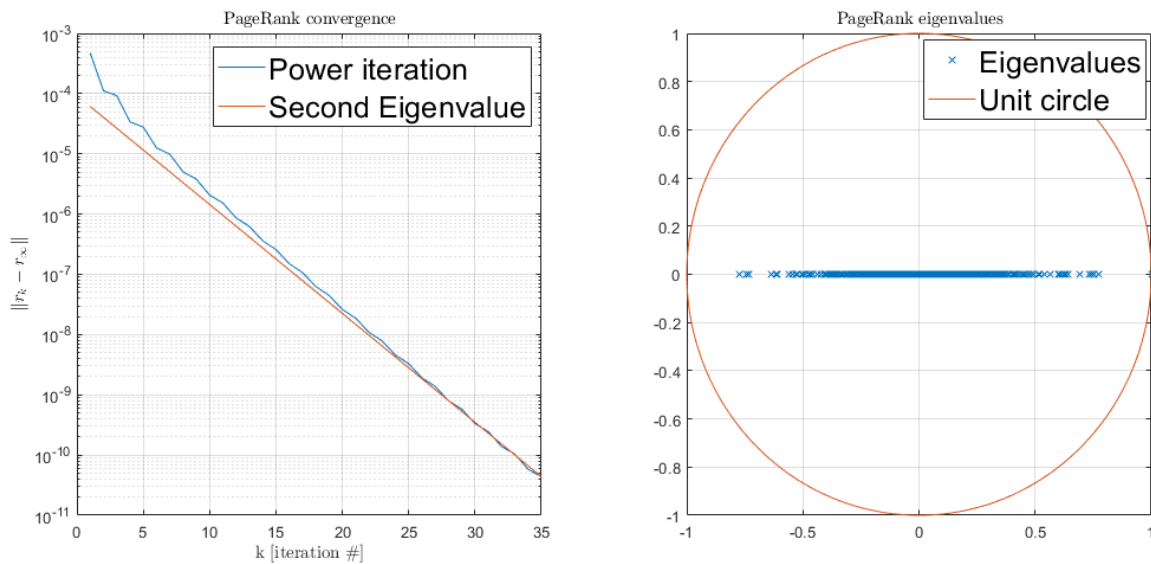 PageRank convergence
10^-3
10^-4
10^-5
10^-6
10^-7
10^-8
10^-9
10^-10
10^-11
‖r_k − r_∞‖
Power iteration
Second Eigenvalue
0 5 10 15 20 25 30 35
k [iteration #]
PageRank eigenvalues
1
0.8
0.6
0.4
0.2
0
-0.2
-0.4
-0.6
-0.8
-1
Eigenvalues
Unit circle
-1 -0.5 0 0.5 1